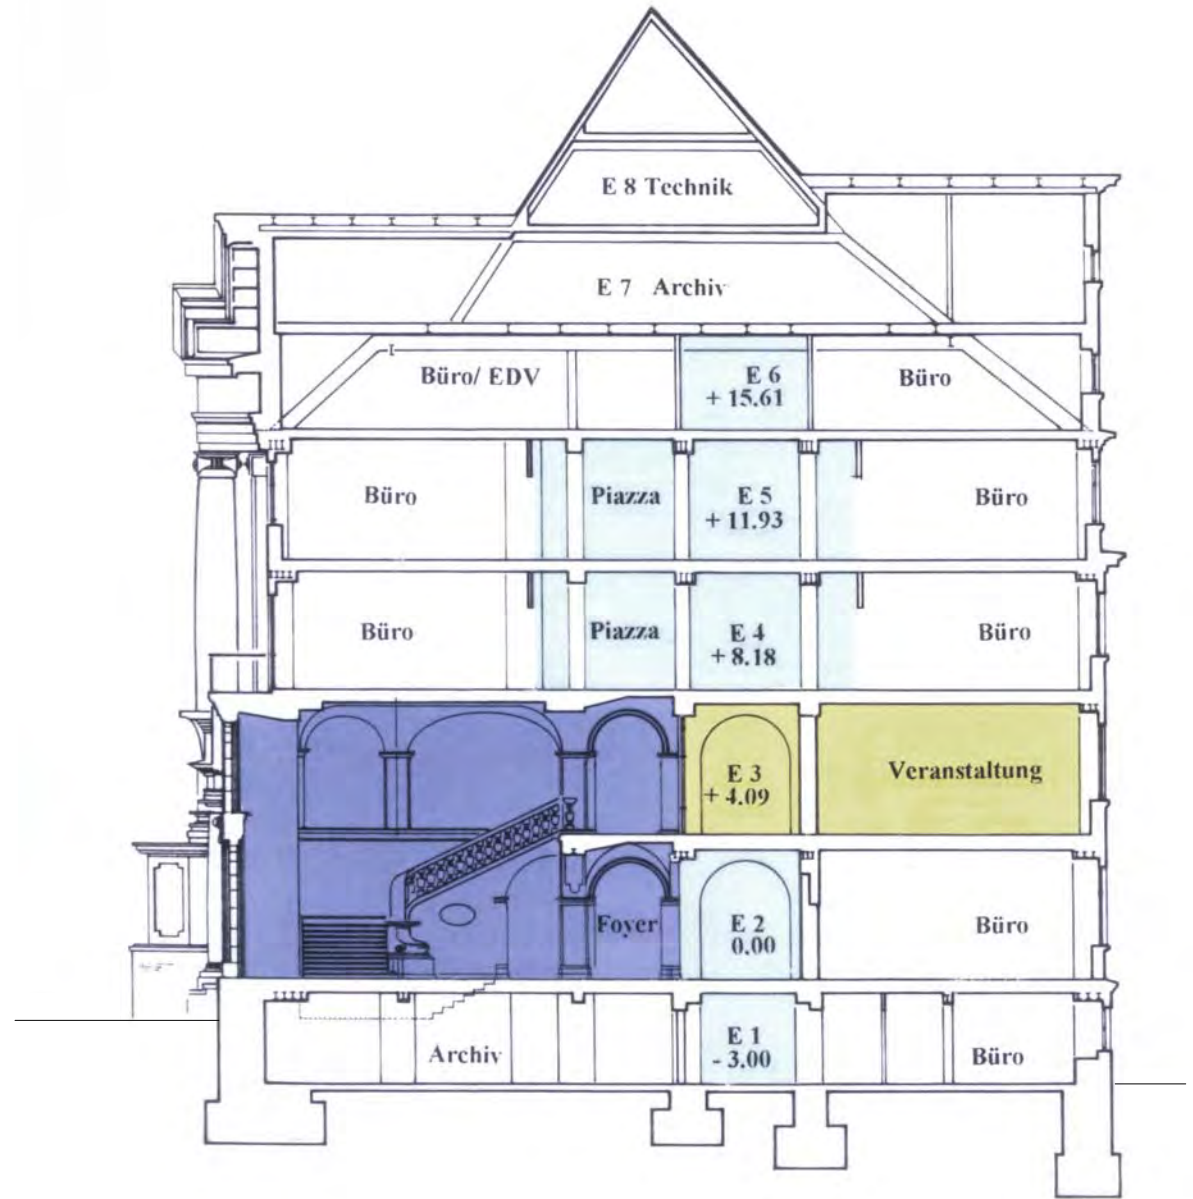 E 8 Technik
E 7 Archiv
Büro/ EDV
E 6
+ 15.61
Büro
Büro
Piazza
E 5
+ 11.93
Büro
Büro
Piazza
E 4
+ 8.18
Büro
E 3
+ 4.09
Veranstaltung
Foyer
E 2
0.00
Büro
Archiv
E 1
- 3.00
Büro